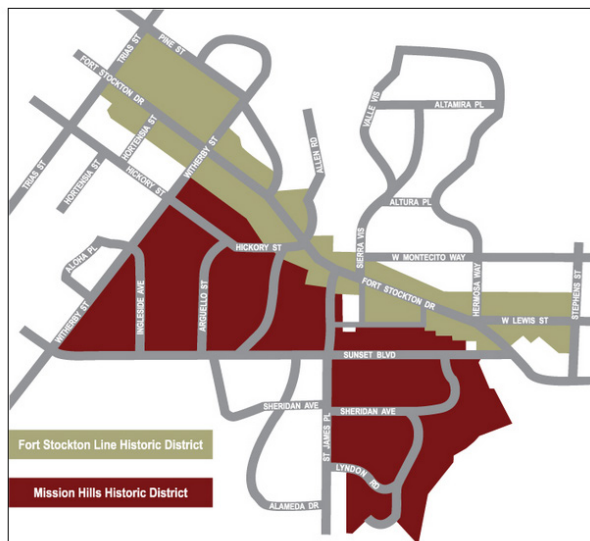 TRIAS ST
PINE ST
FORT STOCKTON DR
HORTENSIA ST
WITHERBY ST
HICKORY ST
TRIAS ST
HORTENSIA ST
ALLEN RD
VALLE VIS
ALTAMIRA PL
ALTURA PL
HICKORY ST
SIERRA VIS
W MONTECITO WAY
ALOHA PL
FORT STOCKTON DR
HERMOSA WAY
STEPHENS ST
WITHERBY ST
INGLESIDE AVE
ARGUELLO ST
W LEWIS ST
SUNSET BLVD
SHERIDAN AVE
SHERIDAN AVE
ST JAMES PL
Fort Stockton Line Historic District
LYNDON RD
Mission Hills Historic District
ALAMEDA DR